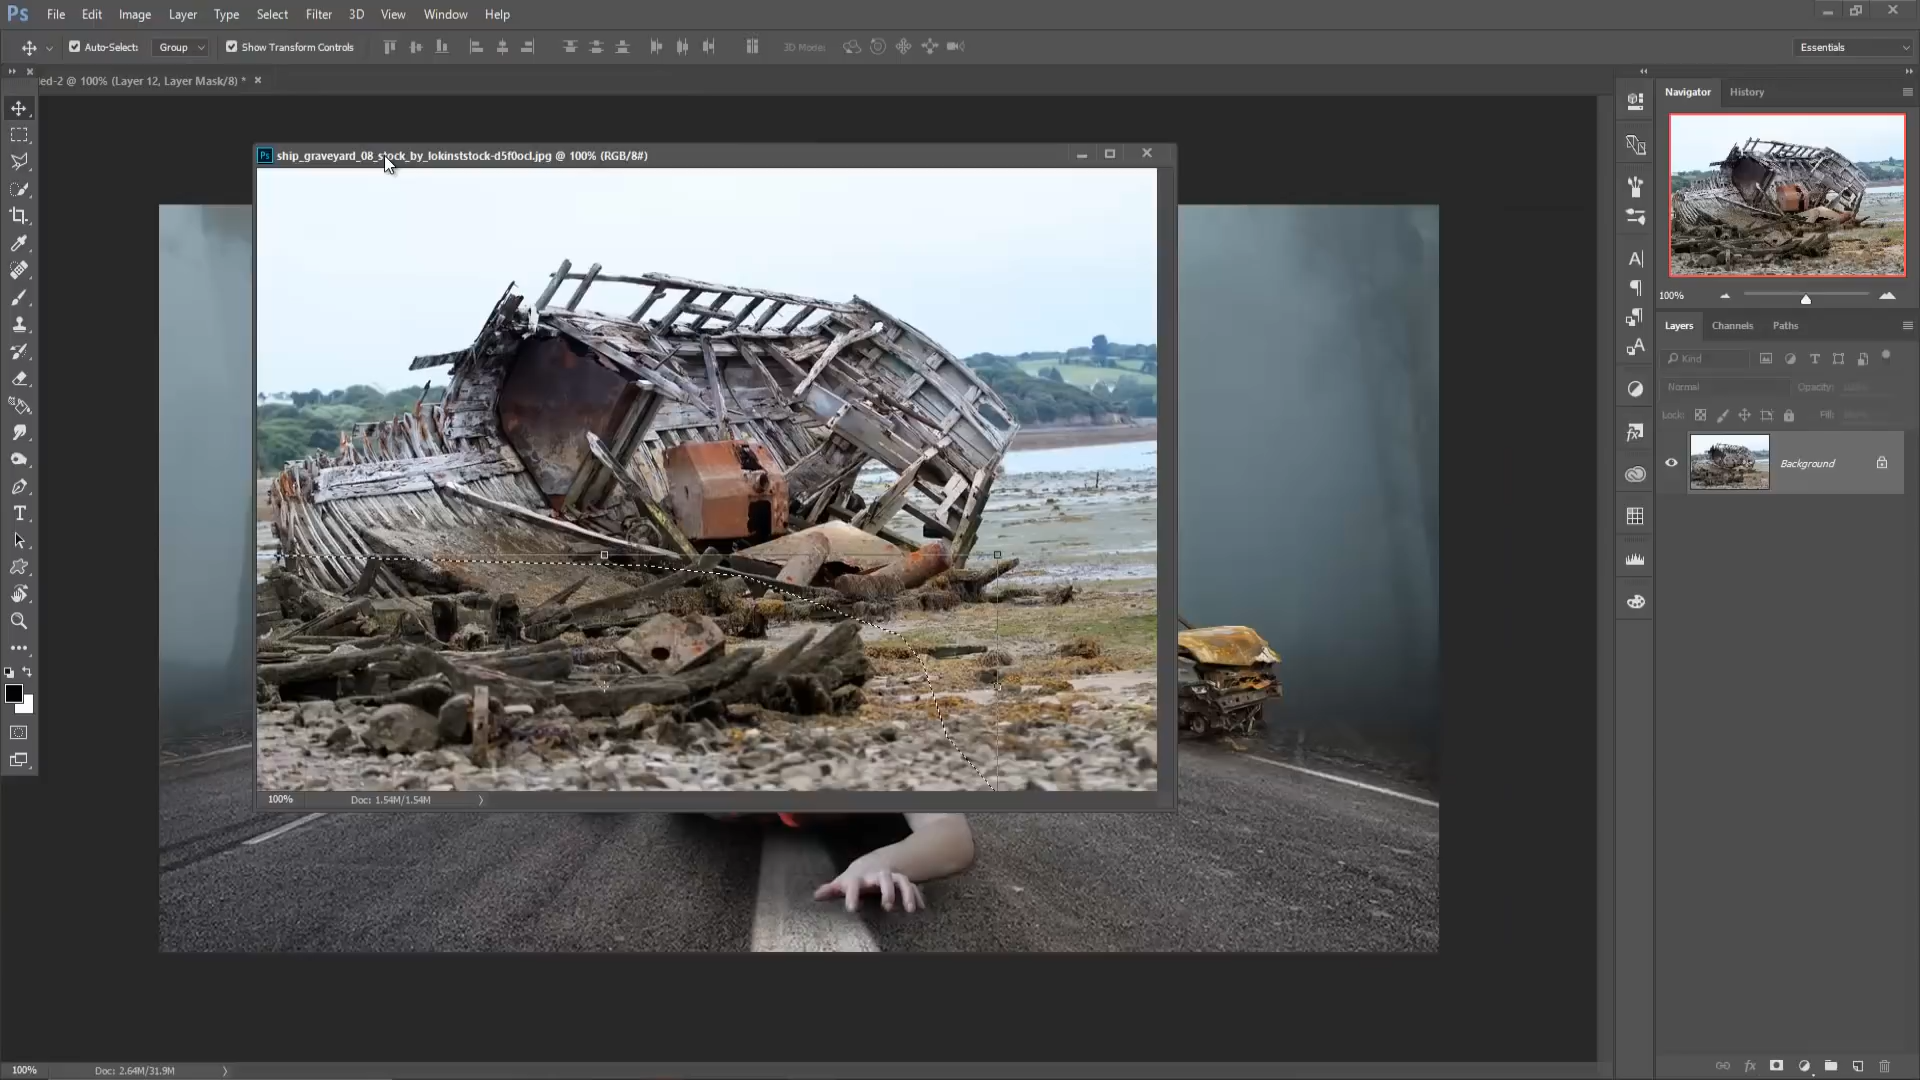 Ps File Edit Image Layer Type Select Filter 3D View Window Help
Auto-Select: Group Show Transform Controls 3D Mode: Essentials
ed-2 @ 100% (Layer 12, Layer Mask/8) *
Navigator History
Ps ship_graveyard_08_stock_by_lokinststock-d5f0ocl.jpg @ 100% (RGB/8#)
100%
Layers Channels Paths
Kind
Normal Opacity: 100%
Lock: Fill:
Background
100% Doc: 1.54M/1.54M
100% Doc: 2.64M/31.9M